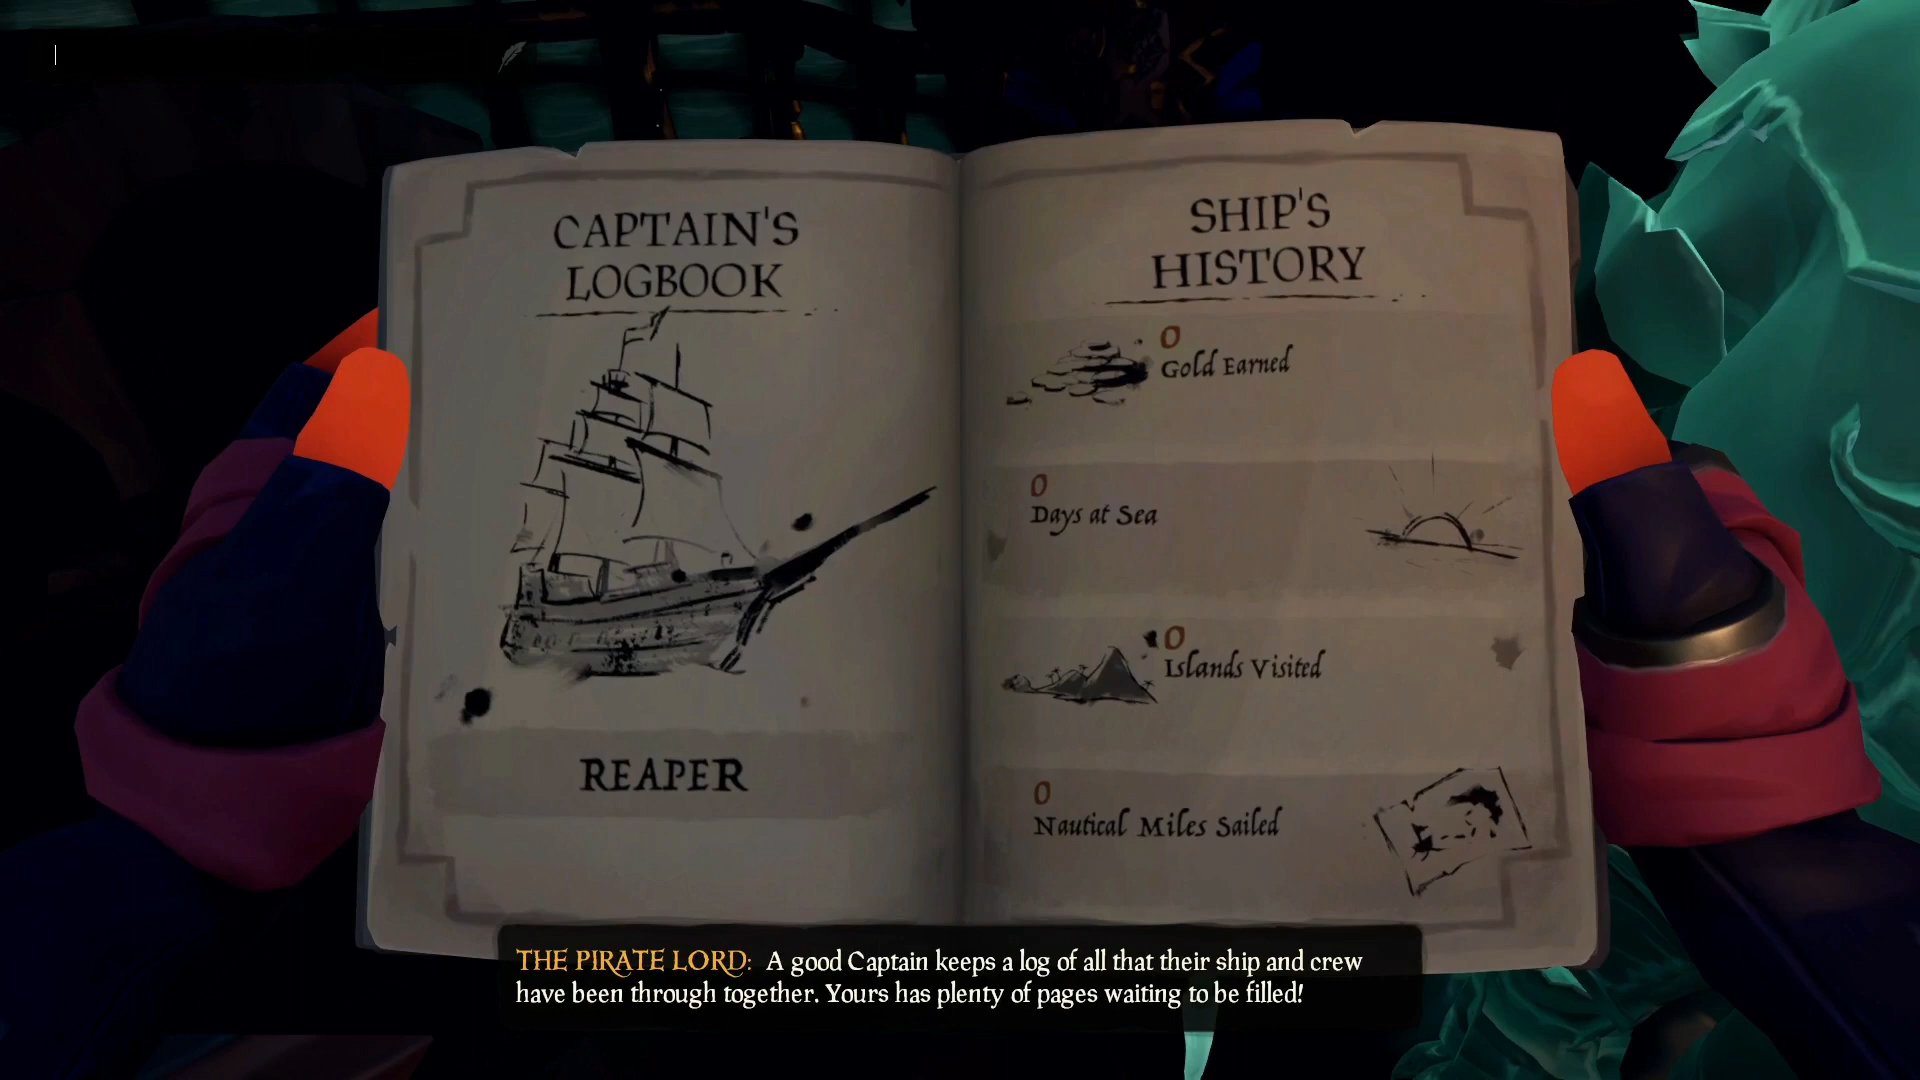 CAPTAIN'S
LOGBOOK
REAPER
SHIP'S
HISTORY
0
Gold Earned
0
Days at Sea
0
Islands Visited
0
Nautical Miles Sailed
THE PIRATE LORD: A good Captain keeps a log of all that their ship and crew
have been through together. Yours has plenty of pages waiting to be filled!